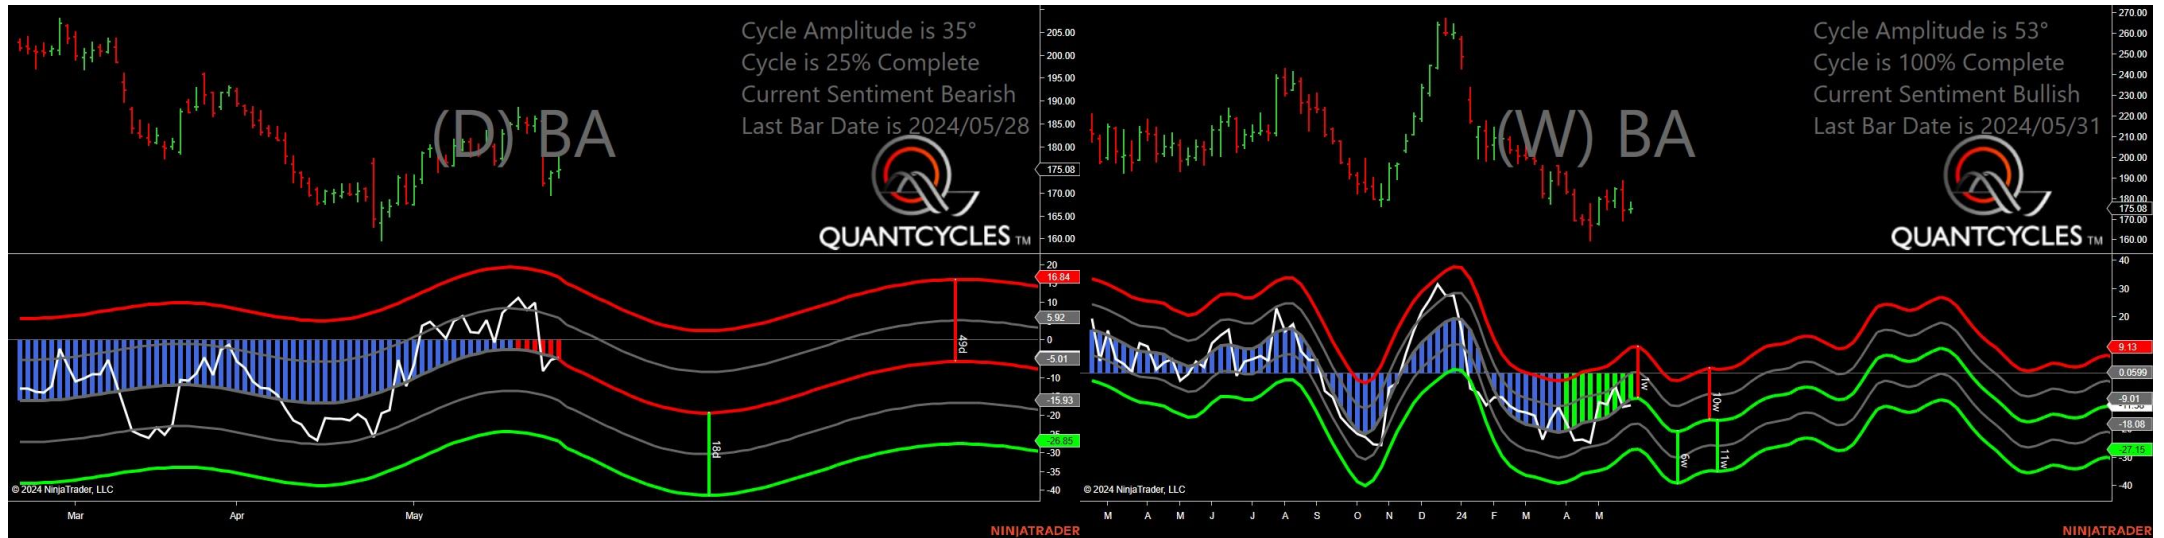 Cycle Amplitude is 35°
Cycle is 25% Complete
Current Sentiment Bearish
Last Bar Date is 2024/05/28
(D) BA
QUANTCYCLES TM
205.00
200.00
195.00
190.00
185.00
180.00
175.08
170.00
165.00
160.00
20
16.84
10
5.92
0
-5.01
-10
-15.93
-20
-26.85
-30
-35
-40
49d
18d
© 2024 NinjaTrader, LLC
Mar Apr May
NINJATRADER
Cycle Amplitude is 53°
Cycle is 100% Complete
Current Sentiment Bullish
Last Bar Date is 2024/05/31
(W) BA
QUANTCYCLES TM
270.00
260.00
250.00
240.00
230.00
220.00
210.00
200.00
190.00
180.00
175.08
170.00
160.00
40
30
20
9.13
0.0599
-9.01
-18.08
-27.15
-30
-40
1w
10w
6w
11w
© 2024 NinjaTrader, LLC
M A M J J A S O N D 24 F M A M
NINJATRADER